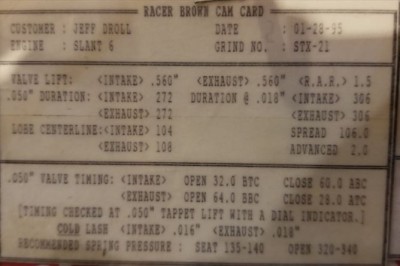 RACER BROWN CAM CARD
CUSTOMER : JEFF DROLL DATE : 01-28-95
ENGINE : SLANT 6 GRIND NO. : STX-21
VALVE LIFT: <INTAKE> .560" <EXHAUST> .560" <R.A.R.> 1.5
.050" DURATION: <INTAKE> 272 DURATION @ .018" <INTAKE> 306
<EXHAUST> 272 <EXHAUST> 306
LOBE CENTERLINE: <INTAKE> 104 SPREAD 106.0
<EXHAUST> 108 ADVANCED 2.0
.050" VALVE TIMING: <INTAKE> OPEN 32.0 BTC CLOSE 60.0 ABC
<EXHAUST> OPEN 64.0 BBC CLOSE 28.0 ATC
[TIMING CHECKED AT .050" TAPPET LIFT WITH A DIAL INDICATOR.]
COLD LASH <INTAKE> .016" <EXHAUST> .018"
RECOMMENDED SPRING PRESSURE : SEAT 135-140 OPEN 320-340